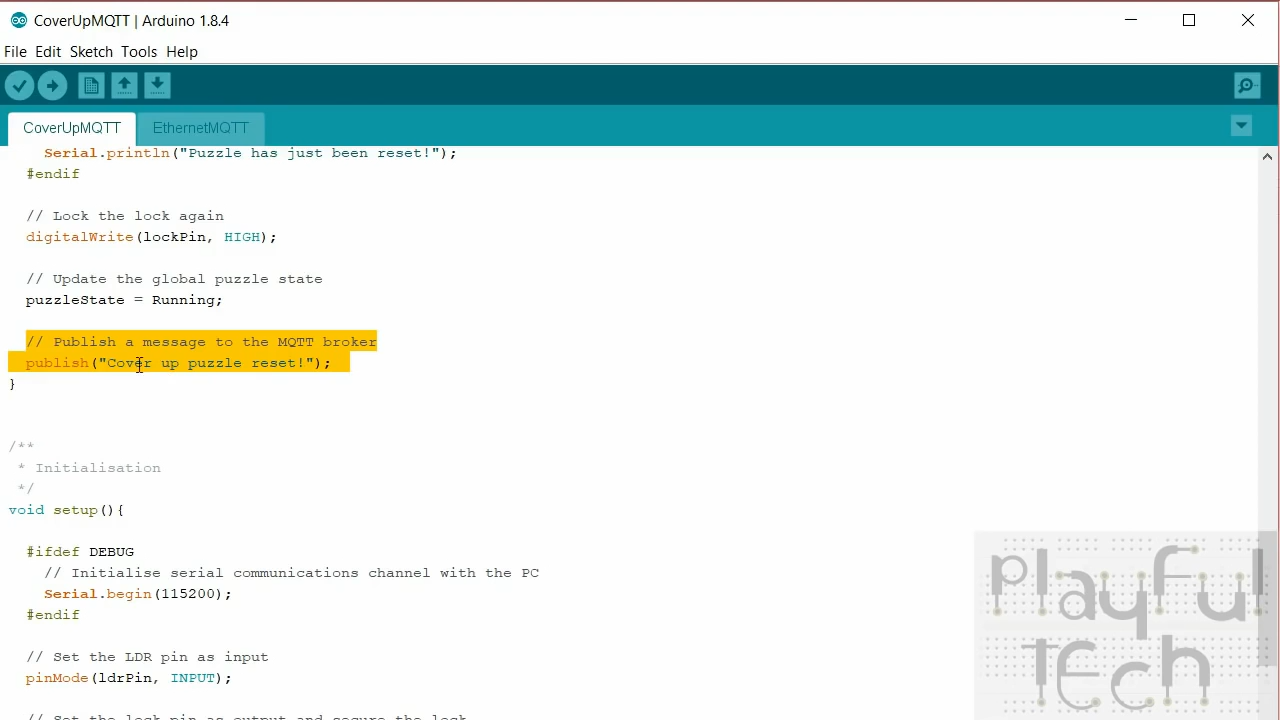 CoverUpMQTT | Arduino 1.8.4
File Edit Sketch Tools Help
CoverUpMQTT EthernetMQTT
Serial.println("Puzzle has just been reset!");
#endif
// Lock the lock again
digitalWrite(lockPin, HIGH);
// Update the global puzzle state
puzzleState = Running;
// Publish a message to the MQTT broker
publish("Cover up puzzle reset!");
}
/**
* Initialisation
*/
void setup(){
#ifdef DEBUG
// Initialise serial communications channel with the PC
Serial.begin(115200);
#endif
// Set the LDR pin as input
pinMode(ldrPin, INPUT);
// Set the lock pin as output and secure the lock
playful
TEch